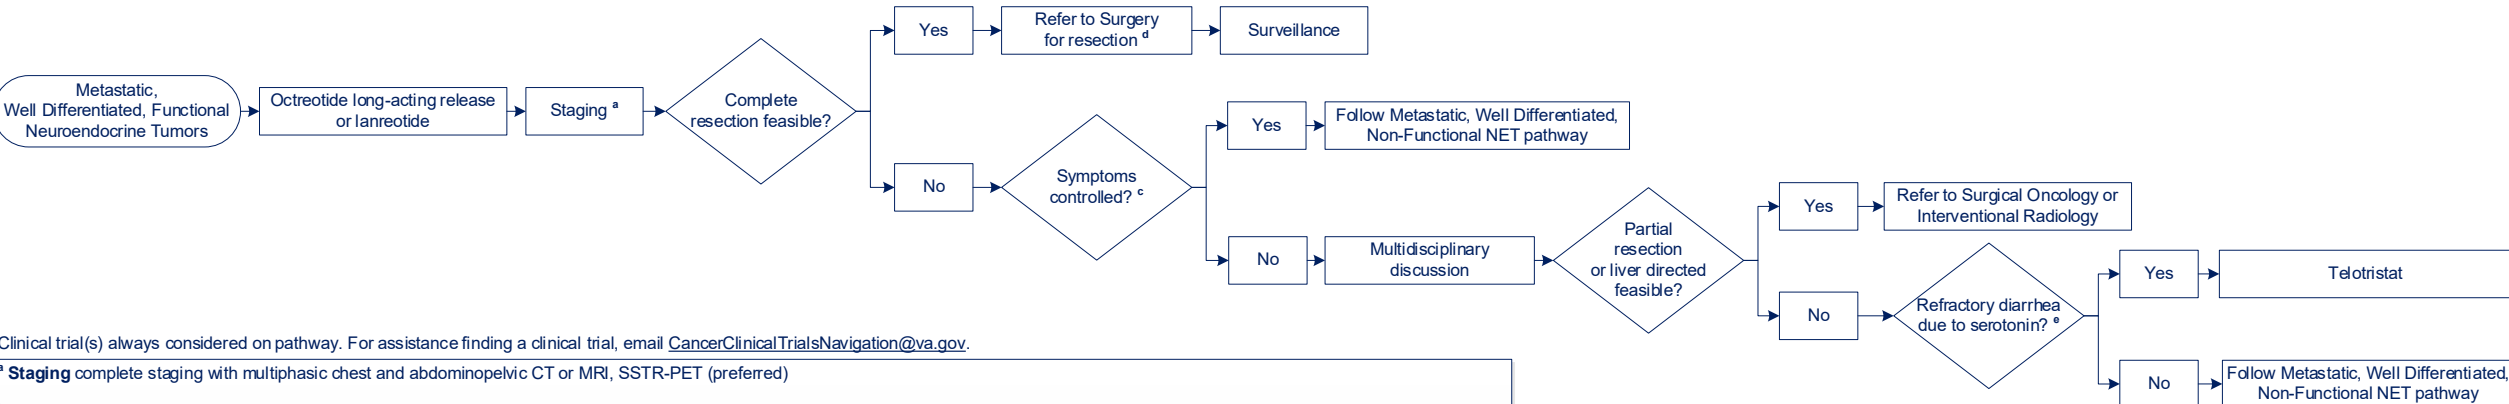 Metastatic,
Well Differentiated, Functional
Neuroendocrine Tumors
Octreotide long-acting release
or lanreotide
Staging a
Complete
resection feasible?
Yes
Refer to Surgery
for resection d
Surveillance
No
Symptoms
controlled? c
Yes
Follow Metastatic, Well Differentiated,
Non-Functional NET pathway
No
Multidisciplinary
discussion
Partial
resection
or liver directed
feasible?
Yes
Refer to Surgical Oncology or
Interventional Radiology
No
Refractory diarrhea
due to serotonin? e
Yes
Telotristat
No
Follow Metastatic, Well Differentiated,
Non-Functional NET pathway
Clinical trial(s) always considered on pathway. For assistance finding a clinical trial, email CancerClinicalTrialsNavigation@va.gov.
a Staging complete staging with multiphasic chest and abdominopelvic CT or MRI, SSTR-PET (preferred)